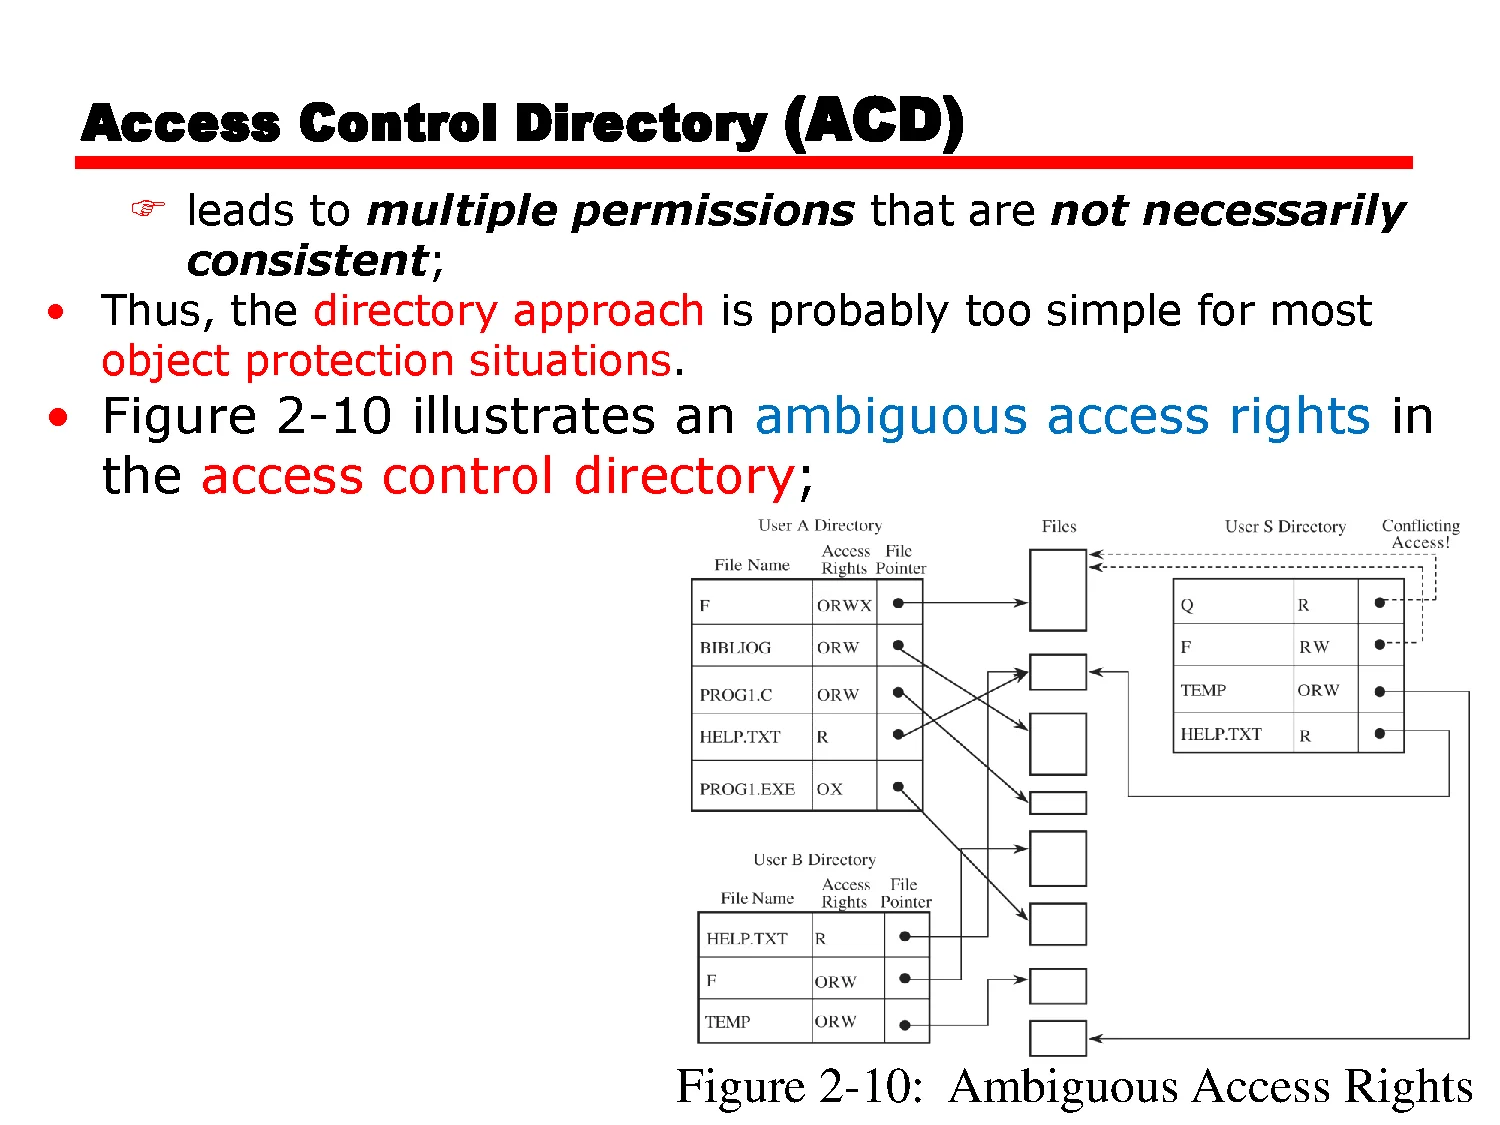 Access Control Directory (ACD)
☞ leads to multiple permissions that are not necessarily
consistent;
• Thus, the directory approach is probably too simple for most
object protection situations.
• Figure 2-10 illustrates an ambiguous access rights in
the access control directory;
User A Directory
File Name Access Rights File Pointer
F ORWX
BIBLIOG ORW
PROG1.C ORW
HELP.TXT R
PROG1.EXE OX
User B Directory
File Name Access Rights File Pointer
HELP.TXT R
F ORW
TEMP ORW
Files
User S Directory
Conflicting
Access!
Q R
F RW
TEMP ORW
HELP.TXT R
Figure 2-10: Ambiguous Access Rights